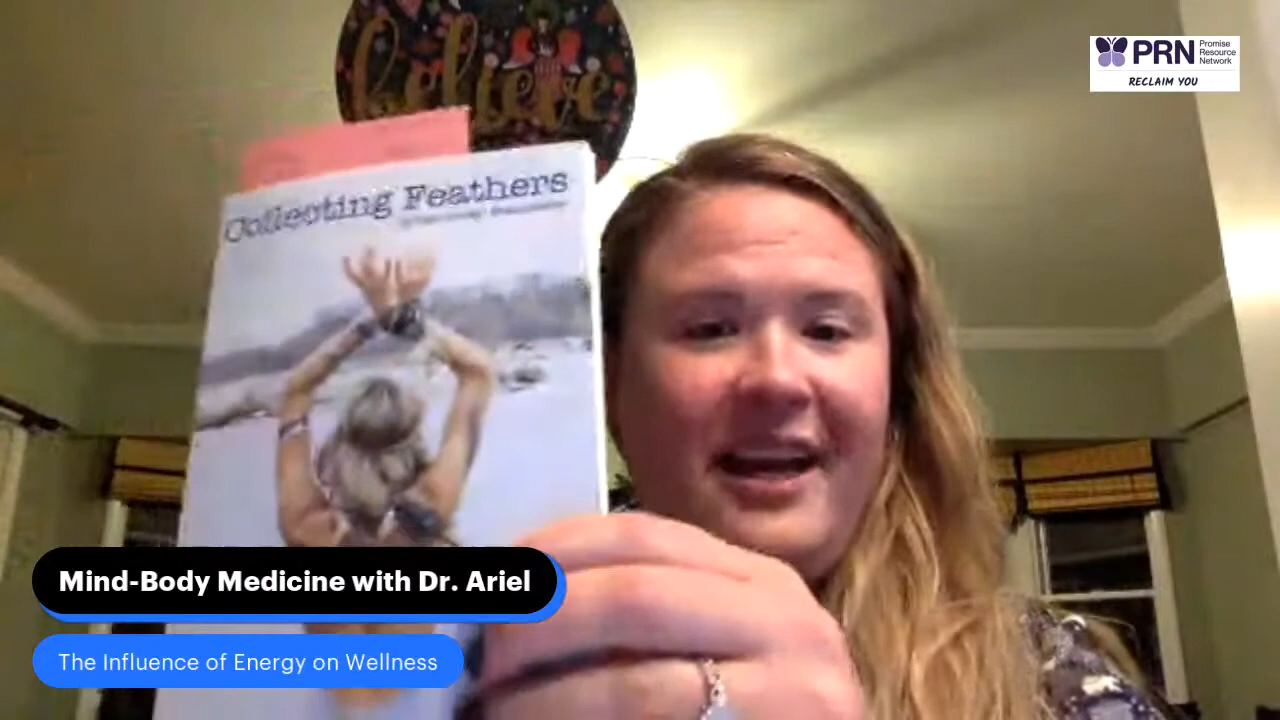 believe
PRN Promise
Resource
Network
RECLAIM YOU
Collecting Feathers
Mind-Body Medicine with Dr. Ariel
The Influence of Energy on Wellness